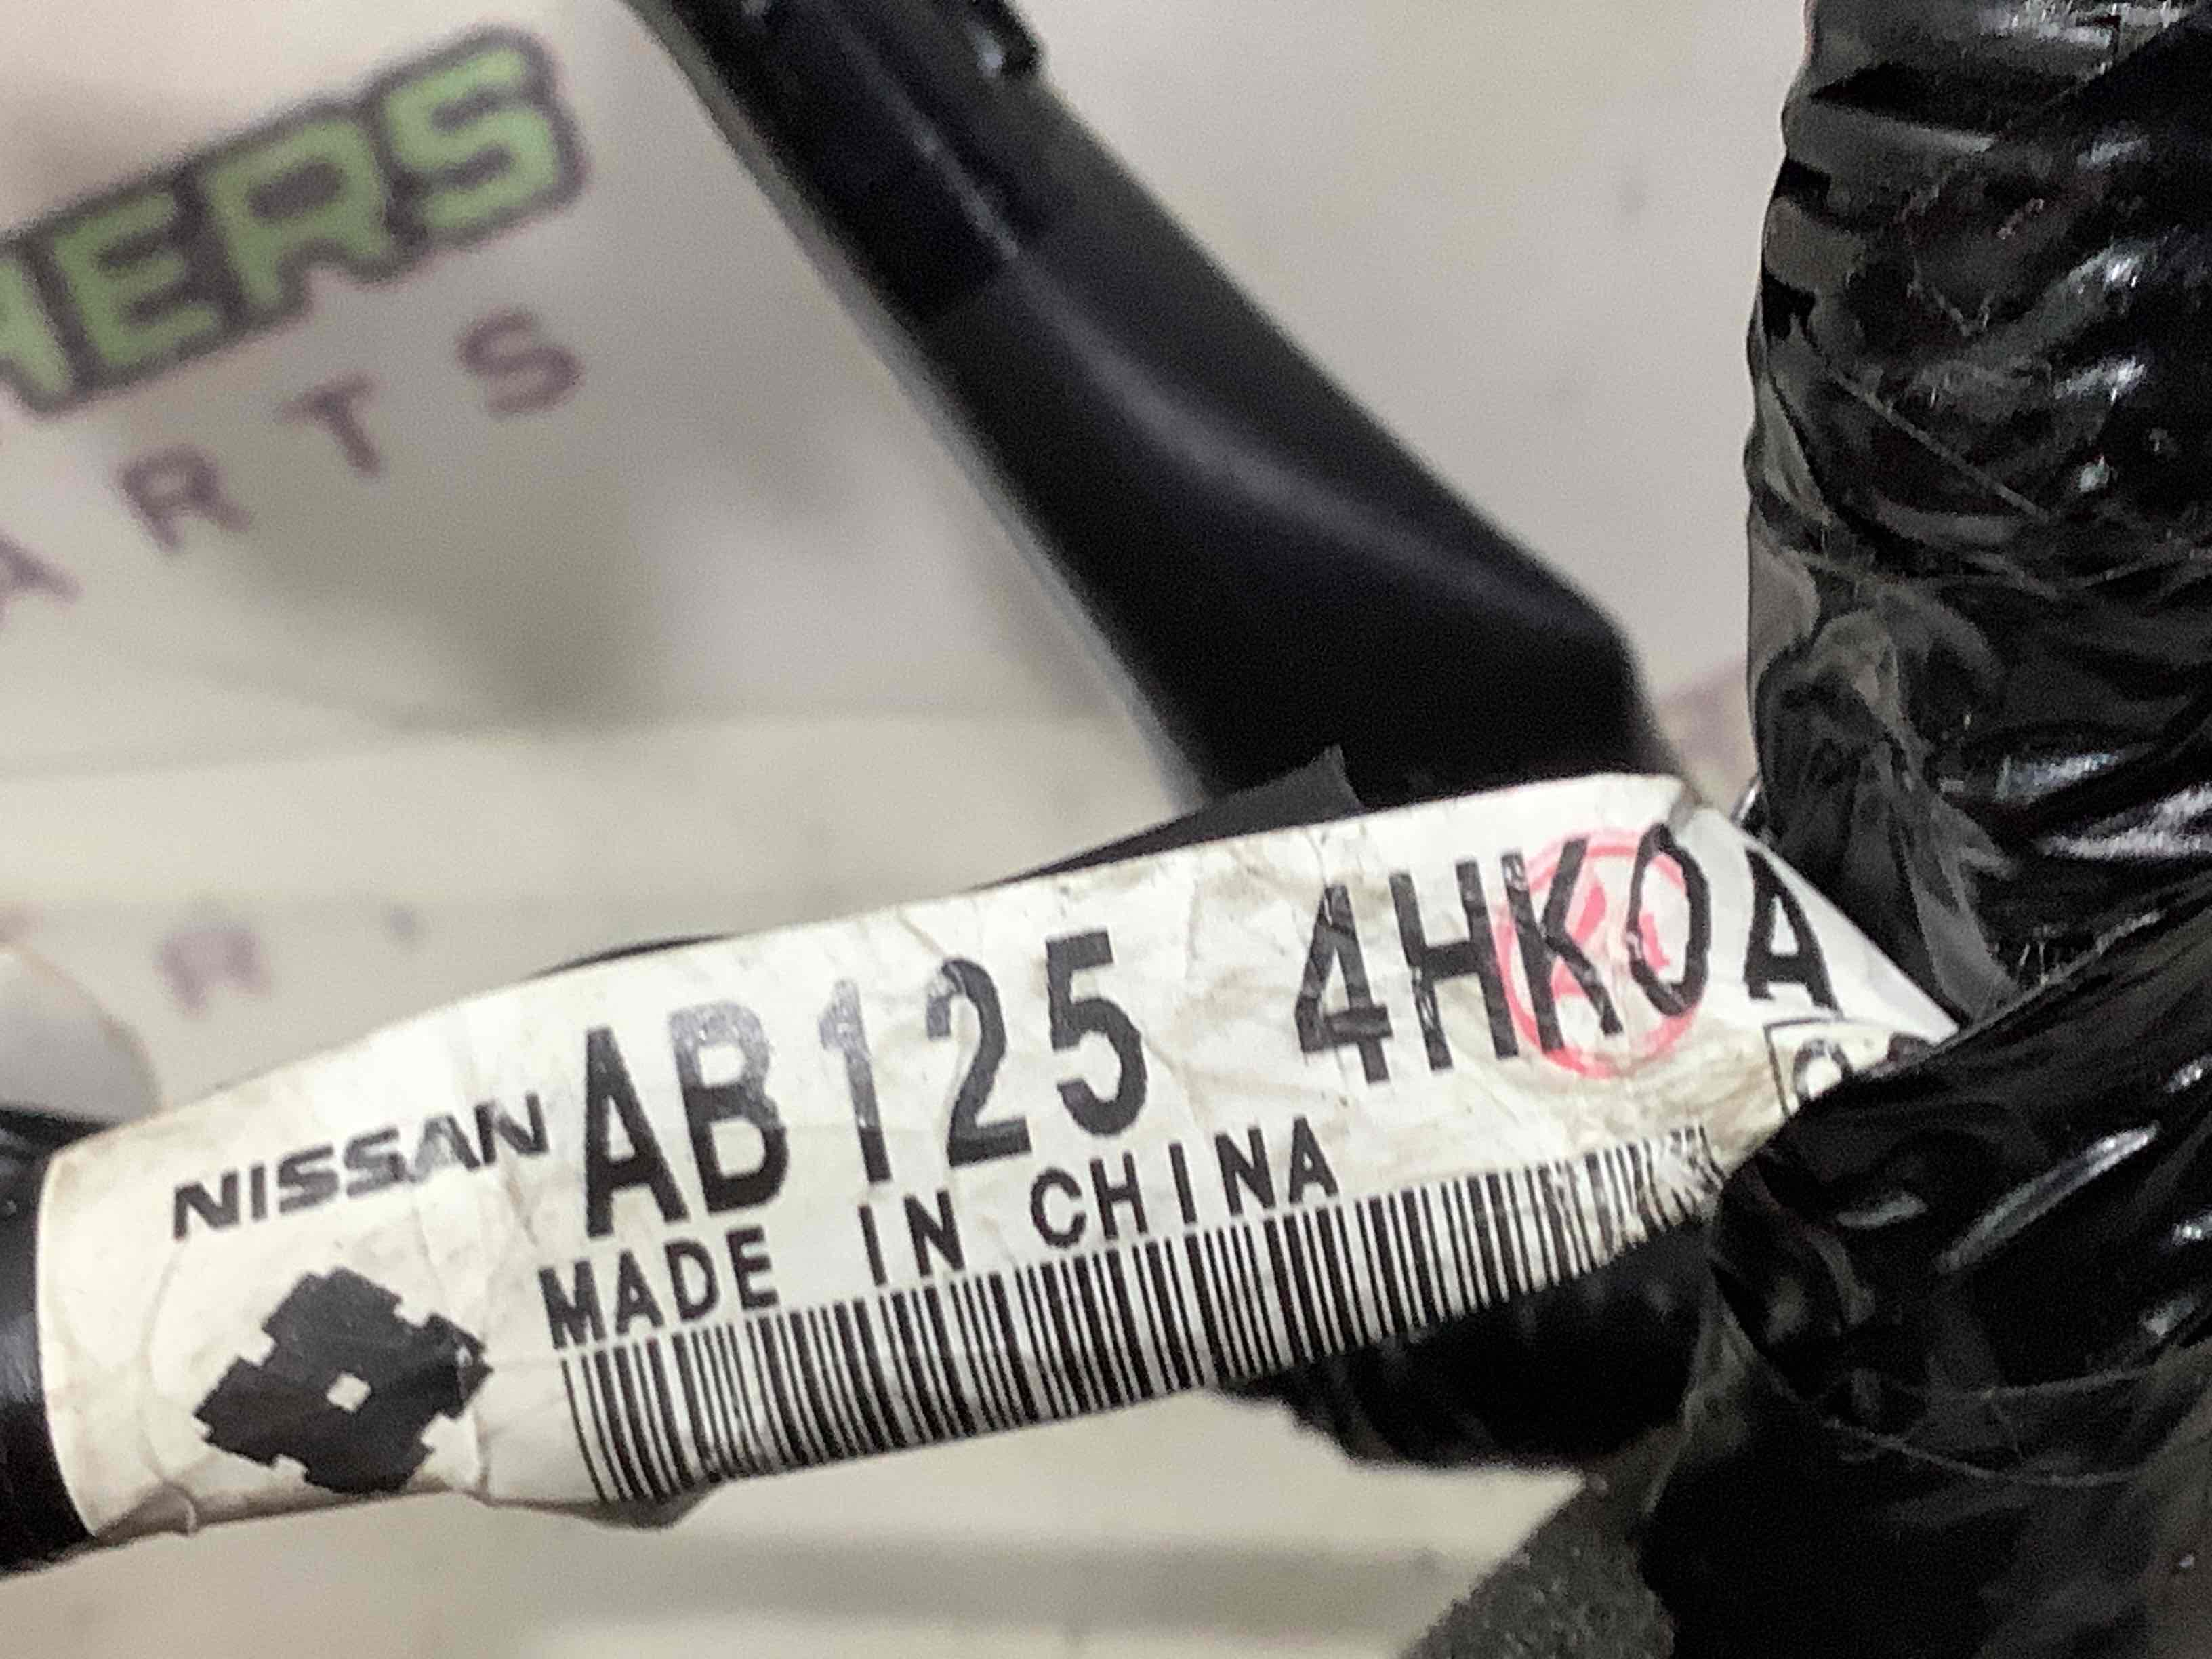 HERS
ARTS
NISSAN AB125 4HK0A
MADE IN CHINA